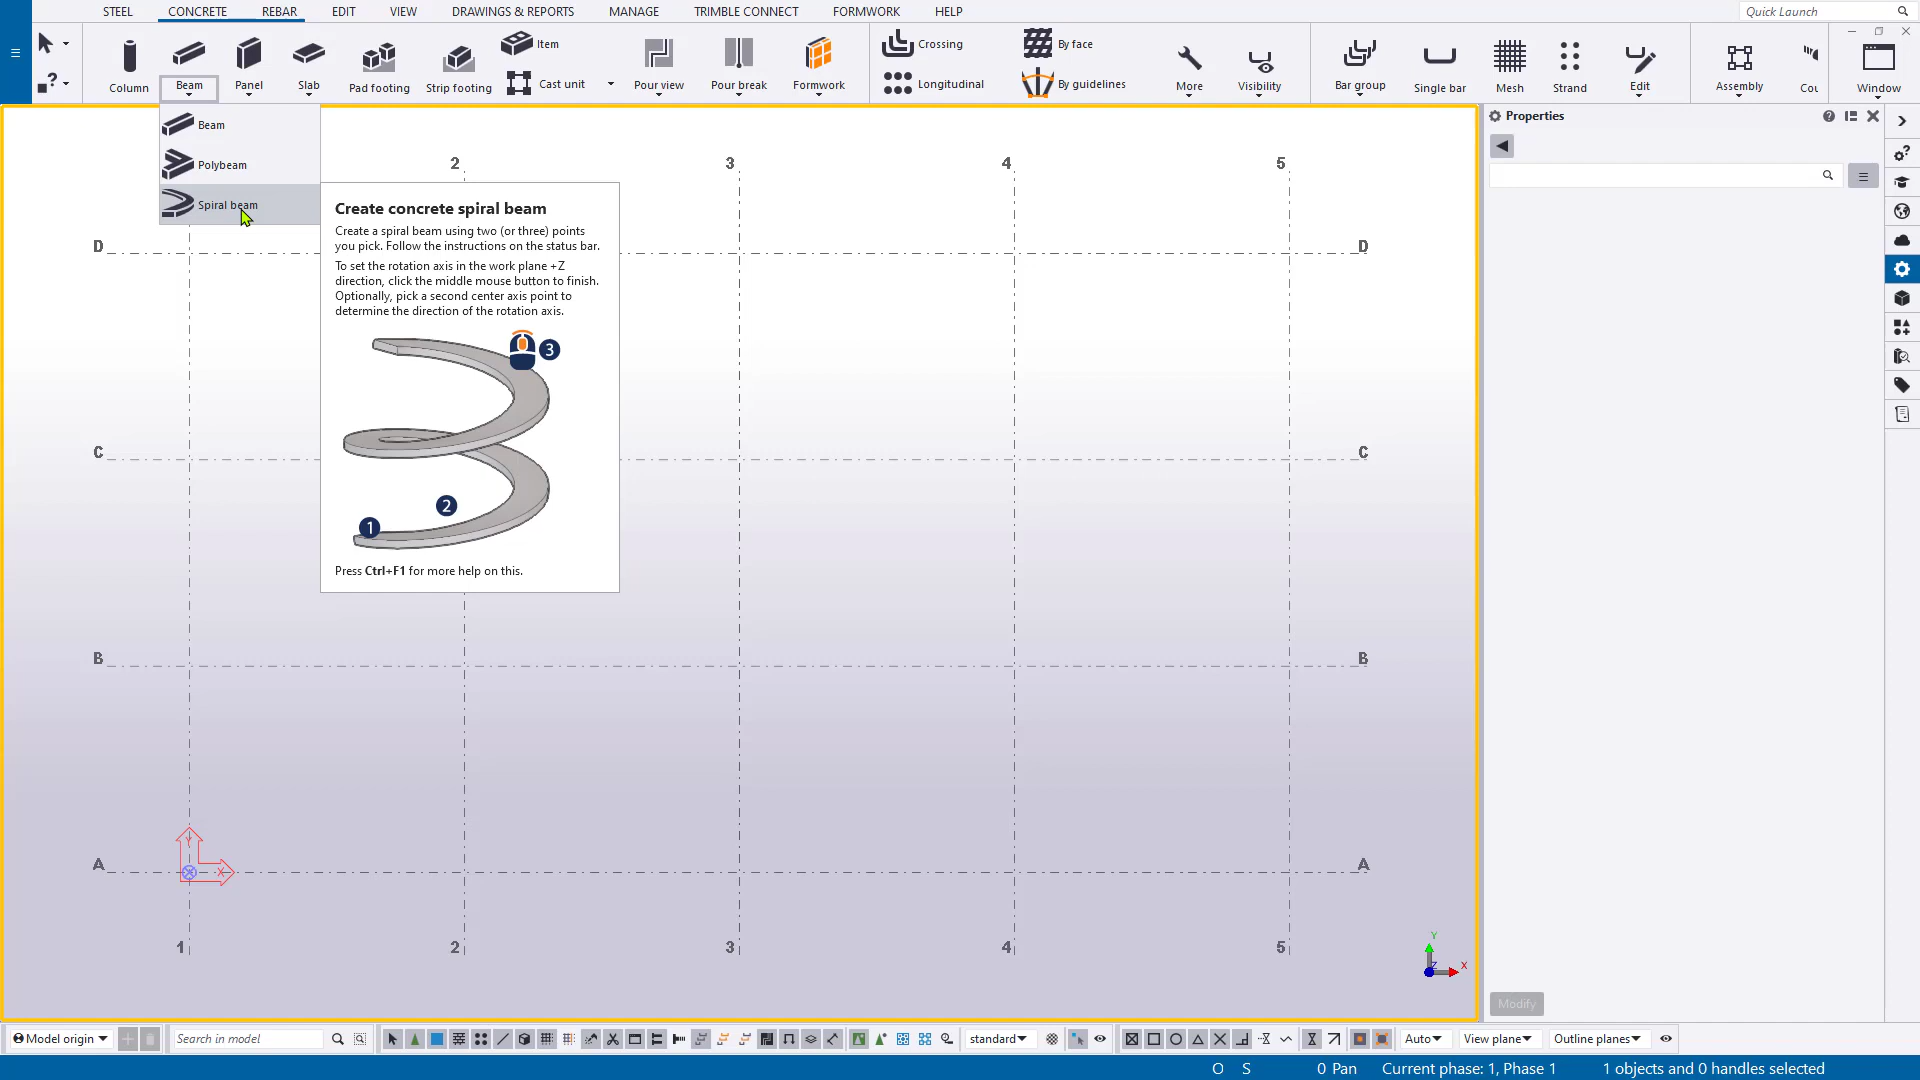 STEEL
CONCRETE
REBAR
EDIT
VIEW
DRAWINGS & REPORTS
MANAGE
TRIMBLE CONNECT
FORMWORK
HELP
Quick Launch
Column
Beam
Panel
Slab
Pad footing
Strip footing
Item
Cast unit
Pour view
Pour break
Formwork
Crossing
Longitudinal
By face
By guidelines
More
Visibility
Bar group
Single bar
Mesh
Strand
Edit
Assembly
Cou
Window
Beam
Polybeam
Spiral beam
Properties
Create concrete spiral beam
Create a spiral beam using two (or three) points
you pick. Follow the instructions on the status bar.
To set the rotation axis in the work plane +Z
direction, click the middle mouse button to finish.
Optionally, pick a second center axis point to
determine the direction of the rotation axis.
3
2
1
Press Ctrl+F1 for more help on this.
2
3
4
5
D
D
C
C
B
B
A
A
Y
X
1
2
3
4
5
Y
Z
X
Modify
Model origin
Search in model
standard
Auto
View plane
Outline planes
O
S
0 Pan
Current phase: 1, Phase 1
1 objects and 0 handles selected